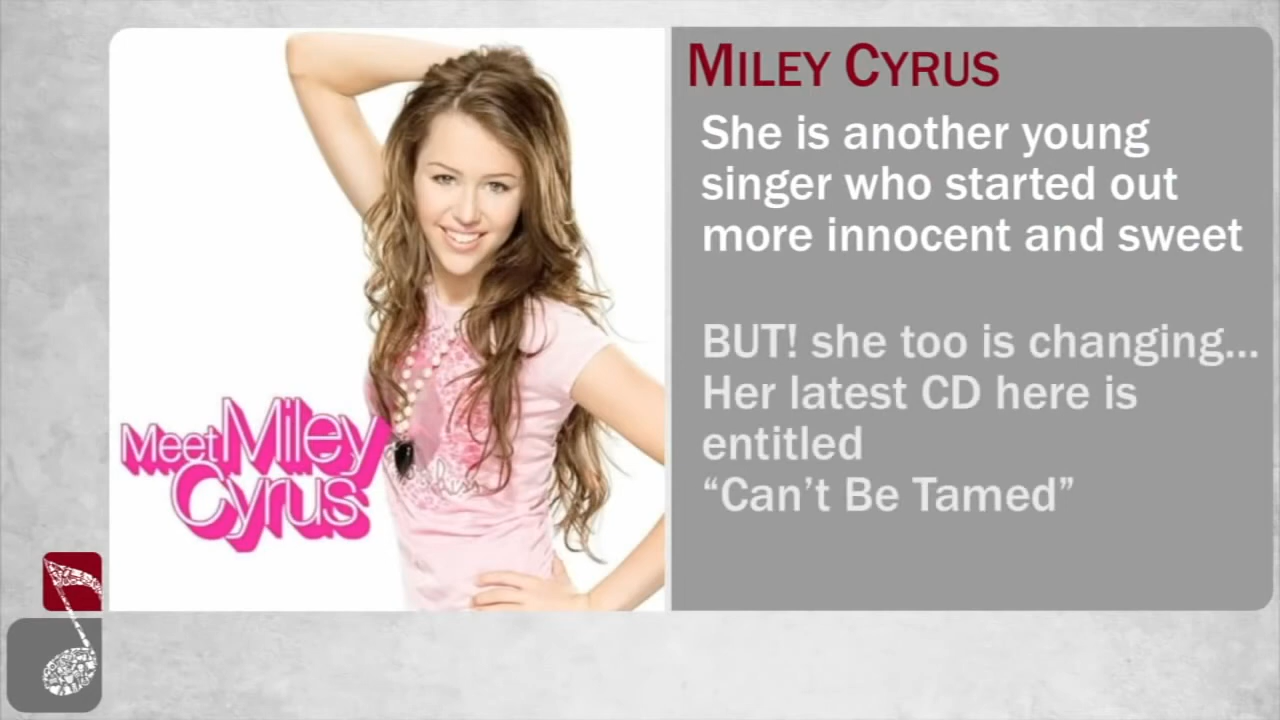 MILEY CYRUS
She is another young
singer who started out
more innocent and sweet
BUT! she too is changing...
Her latest CD here is
entitled
“Can’t Be Tamed”
Meet Miley
Cyrus